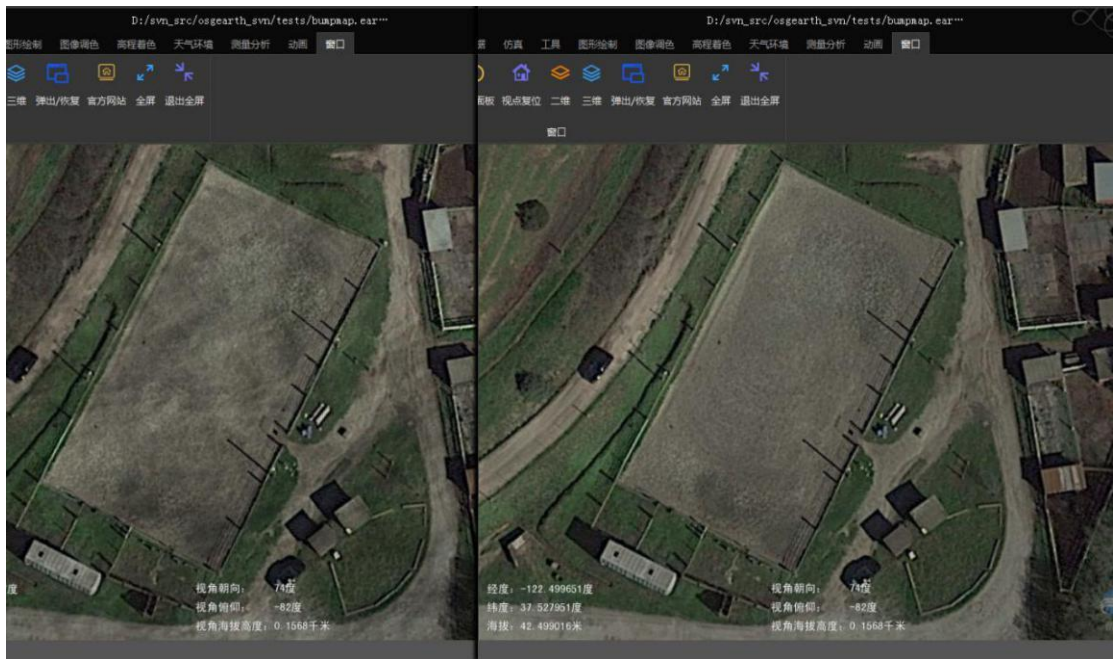 D:/svn_src/osgearth_svn/tests/bumpmap.ear…
图形绘制 图像调色 高程着色 天气环境 测量分析 动画 窗口
三维 弹出/恢复 官方网站 全屏 退出全屏
度
视角朝向: 74度
视角俯仰: -82度
视角海拔高度: 0.1568千米
D:/svn_src/osgearth_svn/tests/bumpmap.ear…
仿真 工具 图形绘制 图像调色 高程着色 天气环境 测量分析 动画 窗口
面板 视点复位 二维 三维 弹出/恢复 官方网站 全屏 退出全屏
窗口
经度: -122.499651度 视角朝向: 74度
纬度: 37.527951度 视角俯仰: -82度
海拔: 42.499016米 视角海拔高度: 0.1568千米